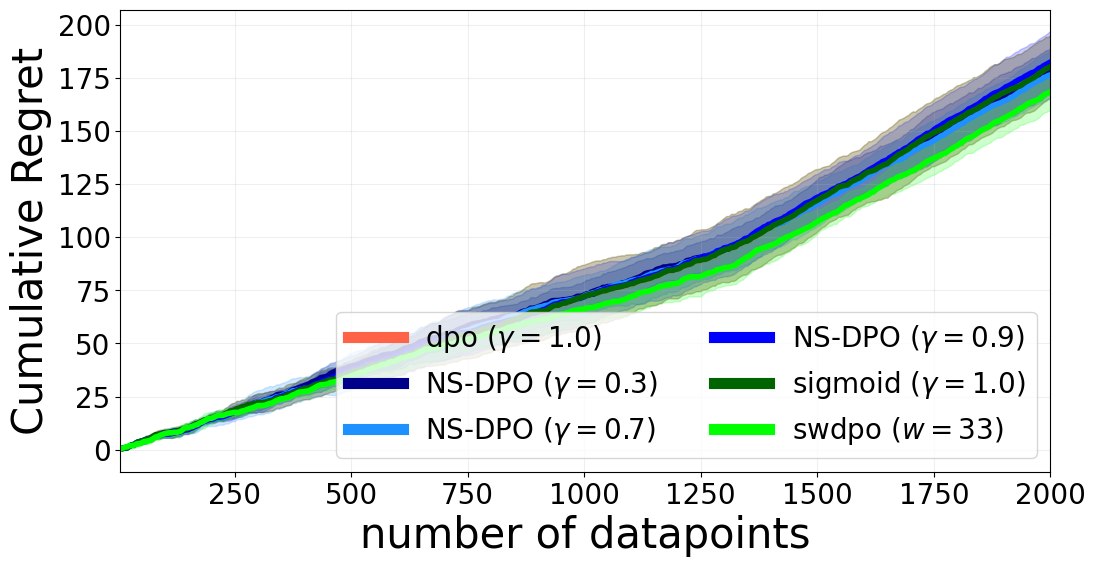 Cumulative Regret
200
175
150
125
100
75
50
25
0
dpo (γ = 1.0)
NS-DPO (γ = 0.3)
NS-DPO (γ = 0.7)
NS-DPO (γ = 0.9)
sigmoid (γ = 1.0)
swdpo (w = 33)
250 500 750 1000 1250 1500 1750 2000
number of datapoints